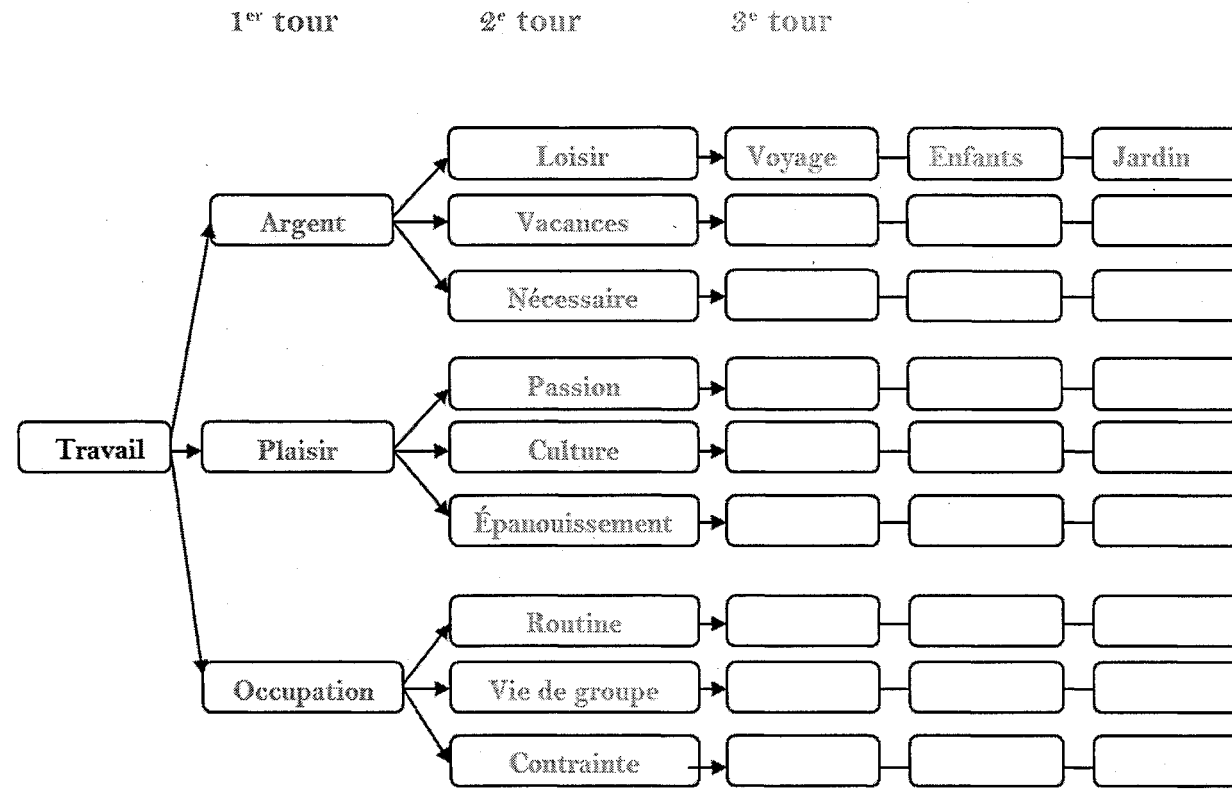 1er tour 2e tour 3e tour
Loisir Voyage Enfants Jardin
Argent Vacances
Nécessaire
Passion
Travail Plaisir Culture
Épanouissement
Routine
Occupation Vie de groupe
Contrainte